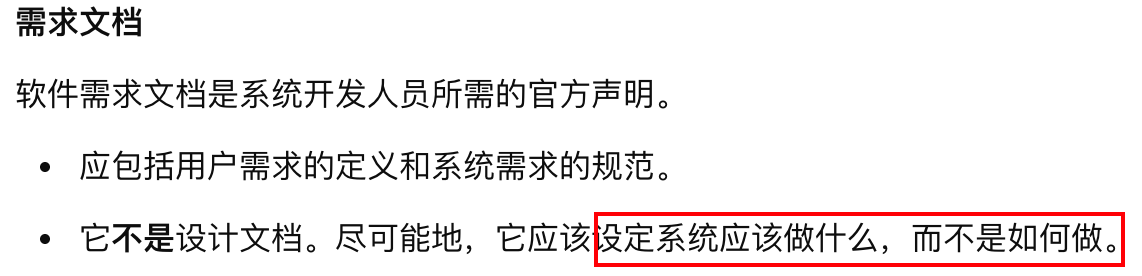 需求文档
软件需求文档是系统开发人员所需的官方声明。
• 应包括用户需求的定义和系统需求的规范。
• 它不是设计文档。尽可能地，它应该设定系统应该做什么，而不是如何做。